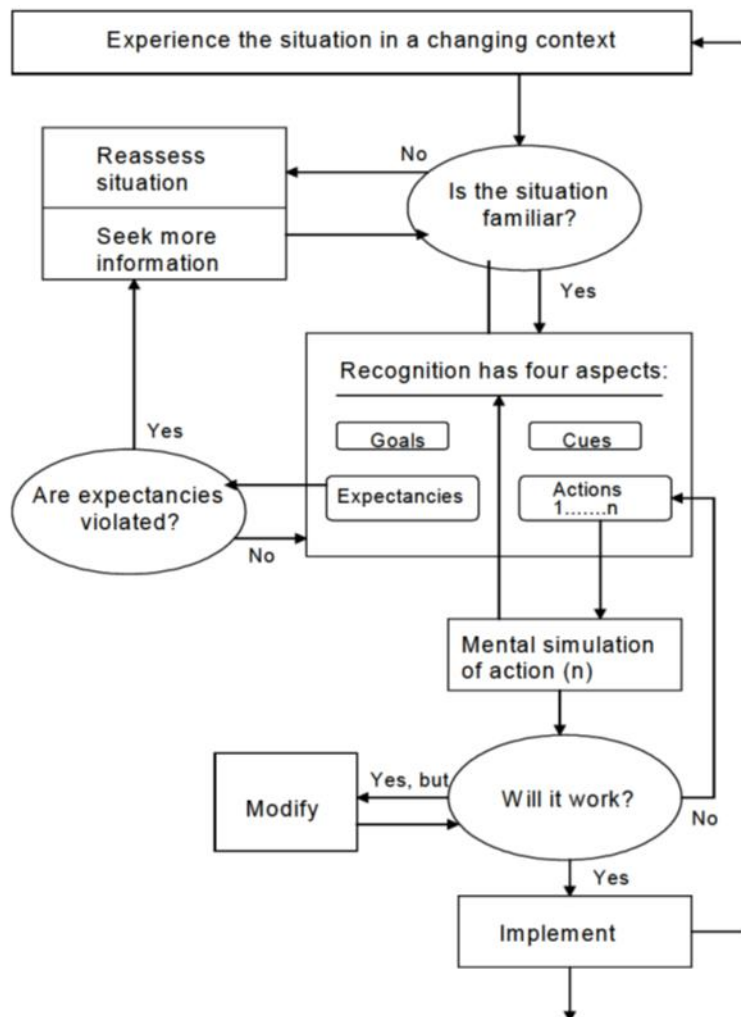 Experience the situation in a changing context
No
Reassess
situation
Is the situation
familiar?
Seek more
information
Yes
Recognition has four aspects:
Yes
Goals
Cues
Are expectancies
violated?
Expectancies
Actions
1.......n
No
Mental simulation
of action (n)
Yes, but
Modify
Will it work?
No
Yes
Implement